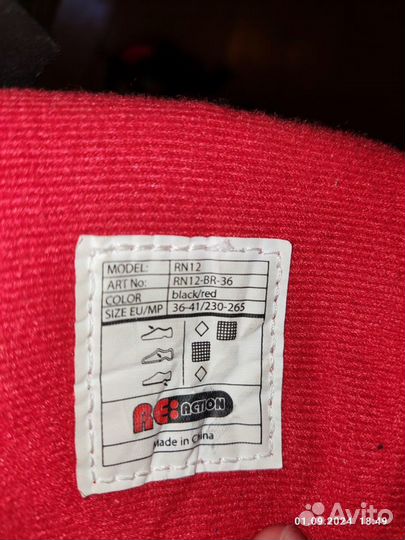 MODEL: RN12
ART No: RN12-BR-36
COLOR black/red
SIZE EU/MP 36-41/230-265
RE:ACTION
Made in China
Avito
01.09.2024 18:49